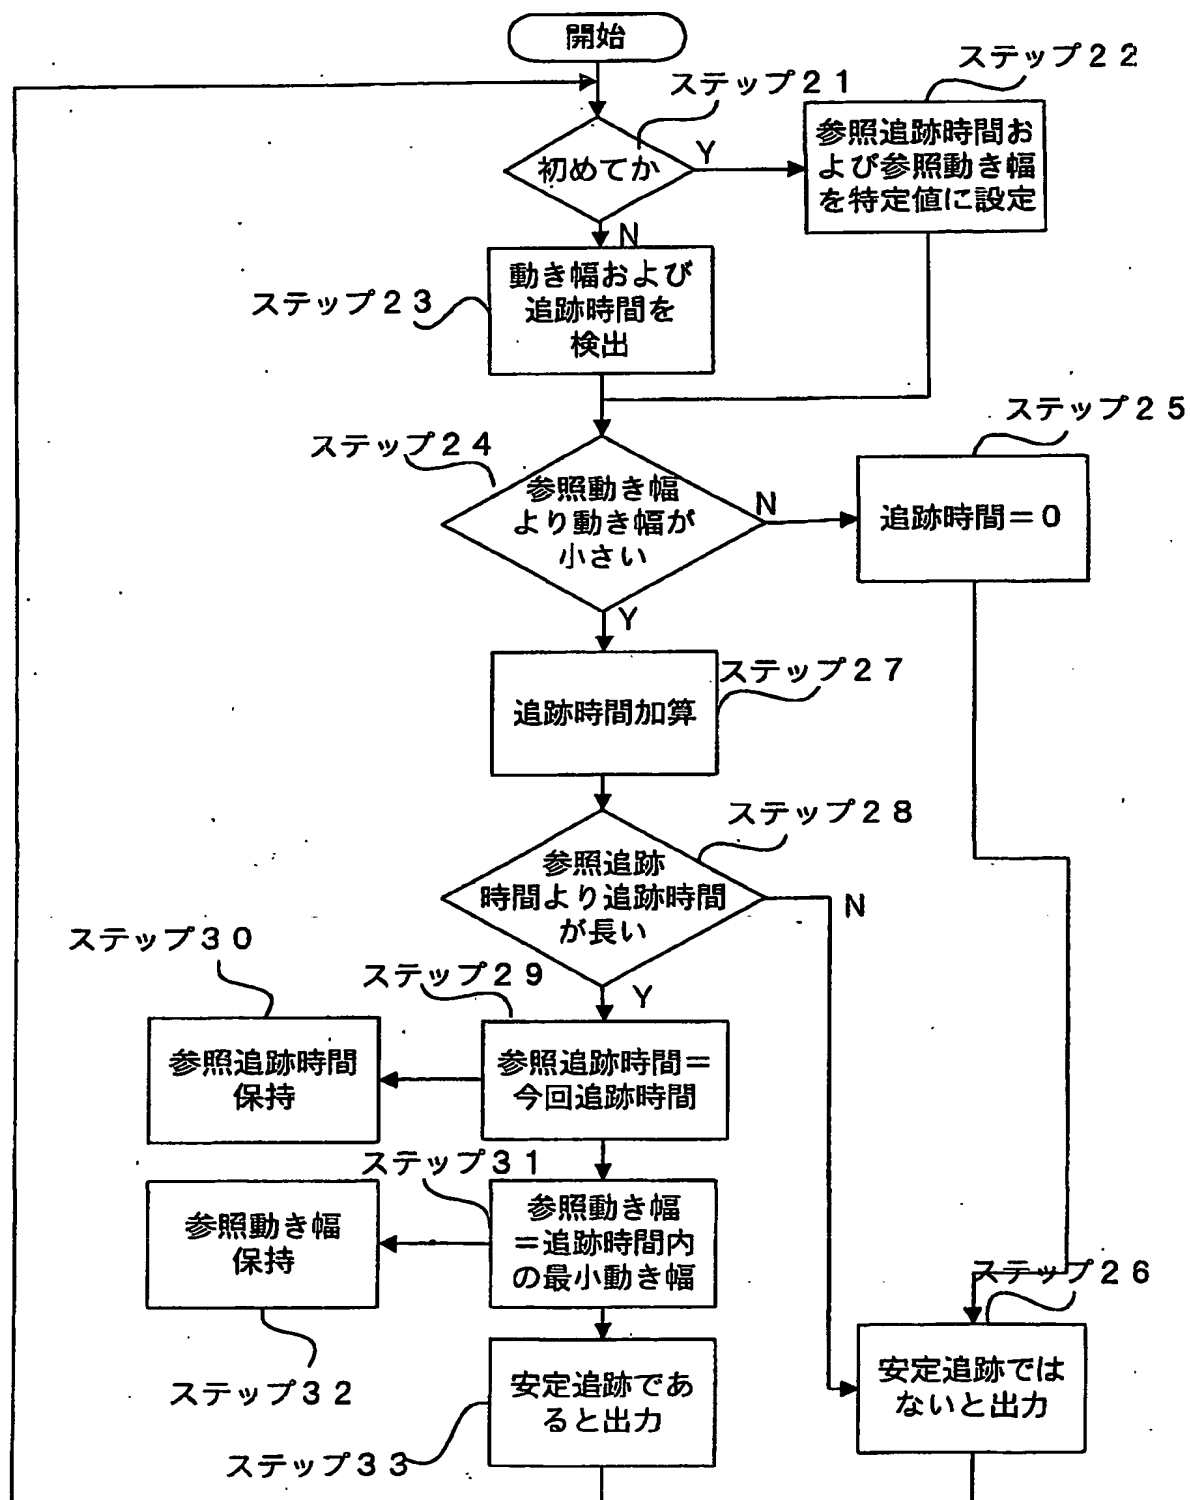 開始
ステップ２１
ステップ２２
初めてか
Y
参照追跡時間お
よび参照動き幅
を特定値に設定
N
ステップ２３
動き幅および
追跡時間を
検出
ステップ２４
参照動き幅
より動き幅が
小さい
N
ステップ２５
追跡時間＝０
Y
追跡時間加算
ステップ２７
ステップ２８
参照追跡
時間より追跡時間
が長い
N
Y
ステップ３０
ステップ２９
参照追跡時間
保持
参照追跡時間＝
今回追跡時間
ステップ３１
参照動き幅
保持
参照動き幅
＝追跡時間内
の最小動き幅
ステップ２６
ステップ３２
安定追跡であ
ると出力
安定追跡では
ないと出力
ステップ３３